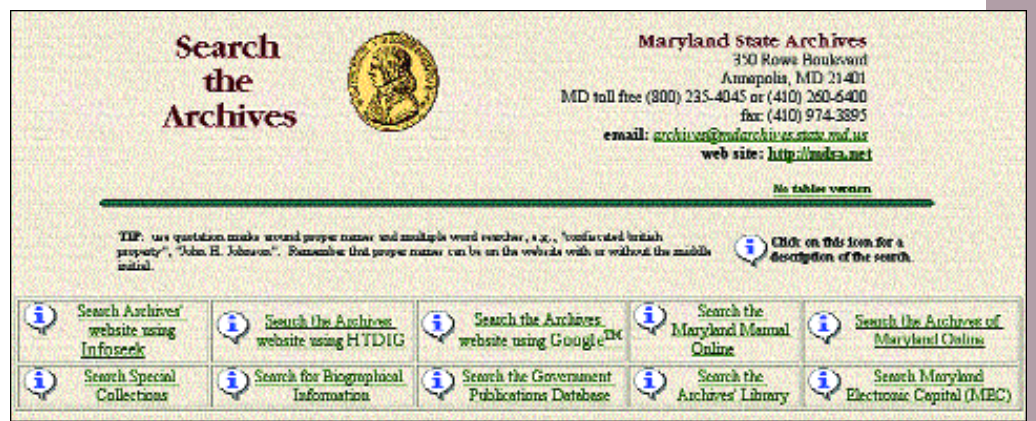 Search
the
Archives
Maryland State Archives
350 Rowe Boulevard
Annapolis, MD 21401
MD toll free (800) 235-4045 or (410) 260-6400
fax: (410) 974-3895
email: archives@mdarchives.state.md.us
web site: http://mdsa.net
No tables version
TIP: use quotation marks around proper names and multiple word searches, e.g., "confiscated british
property", "John H. Johnson". Remember that proper names can be on the website with or without the middle
initial.
Click on this icon for a
description of the search.
Search Archives'
website using
Infoseek
Search the Archives
website using HTDIG
Search the Archives
website using Google™
Search the
Maryland Manual
Online
Search the Archives of
Maryland Online
Search Special
Collections
Search for Biographical
Information
Search the Government
Publications Database
Search the
Archives' Library
Search Maryland
Electronic Capital (MEC)